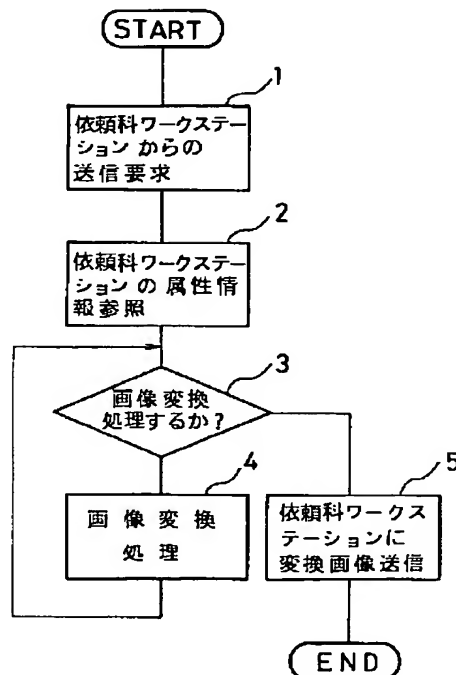 START
1
依頼科ワークステー
ションからの
送信要求
2
依頼科ワークステー
ションの属性情
報参照
3
画像変換
処理するか?
4
画像変換
処理
5
依頼科ワークス
テーションに
変換画像送信
END